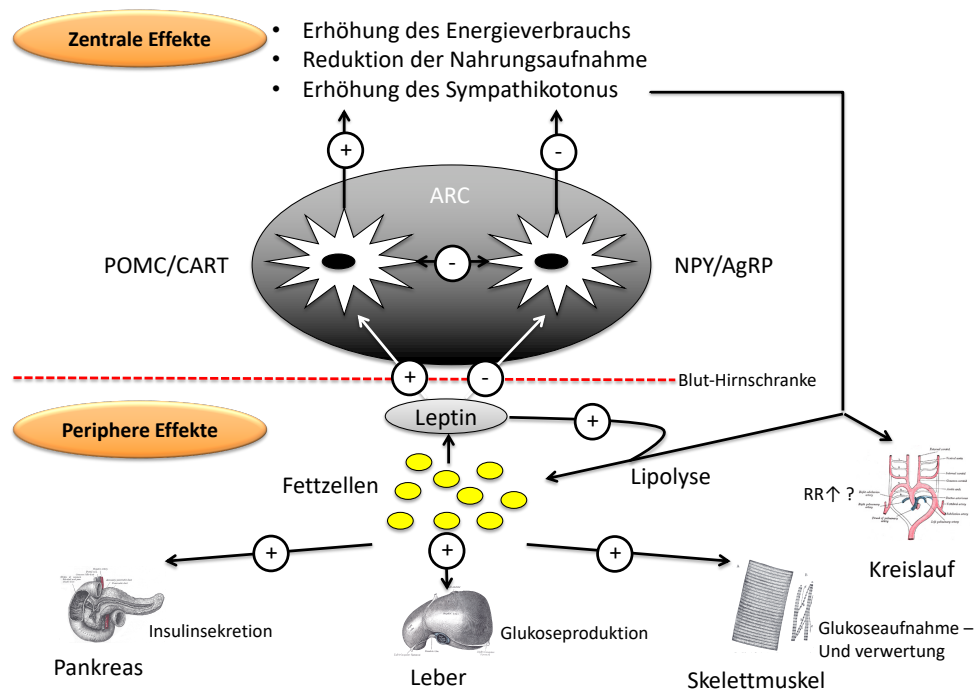 Zentrale Effekte
• Erhöhung des Energieverbrauchs
• Reduktion der Nahrungsaufnahme
• Erhöhung des Sympathikotonus
+
-
ARC
POMC/CART
-
NPY/AgRP
+
-
Blut-Hirnschranke
Leptin
+
Periphere Effekte
Fettzellen
Lipolyse
RR↑ ?
Kreislauf
+
+
+
Insulinsekretion
Pankreas
Glukoseproduktion
Leber
Glukoseaufnahme –
Und verwertung
Skelettmuskel